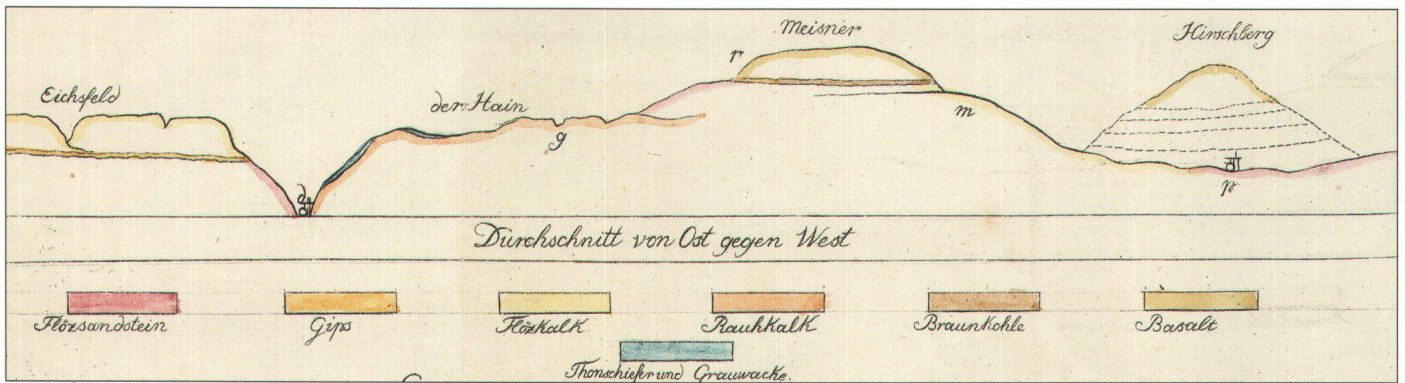 Meisner
Hirschberg
r
Eichsfeld
der Hain
g
m
p
Durchschnitt von Ost gegen West
Flözsandstein
Gips
Flözkalk
Rauhkalk
Braunkohle
Basalt
Thonschiefer und Grauwacke.